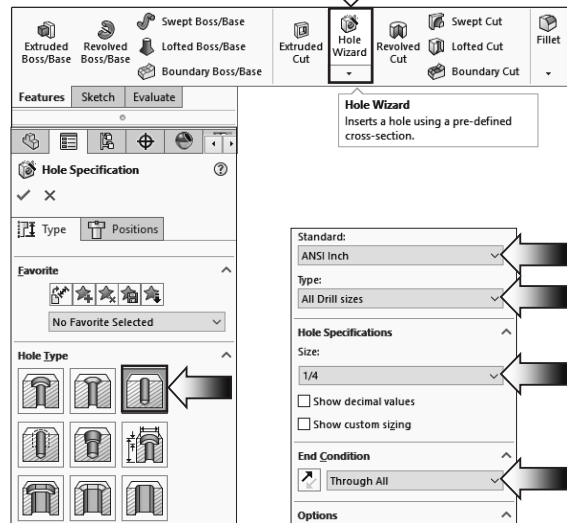 Extruded
Boss/Base
Revolved
Boss/Base
Swept Boss/Base
Lofted Boss/Base
Boundary Boss/Base
Extruded
Cut
Hole
Wizard
Revolved
Cut
Swept Cut
Lofted Cut
Boundary Cut
Fillet
Features Sketch Evaluate
Hole Wizard
Inserts a hole using a pre-defined
cross-section.
Hole Specification
Type Positions
Favorite
No Favorite Selected
Hole Type
Standard:
ANSI Inch
Type:
All Drill sizes
Hole Specifications
Size:
1/4
Show decimal values
Show custom sizing
End Condition
Through All
Options